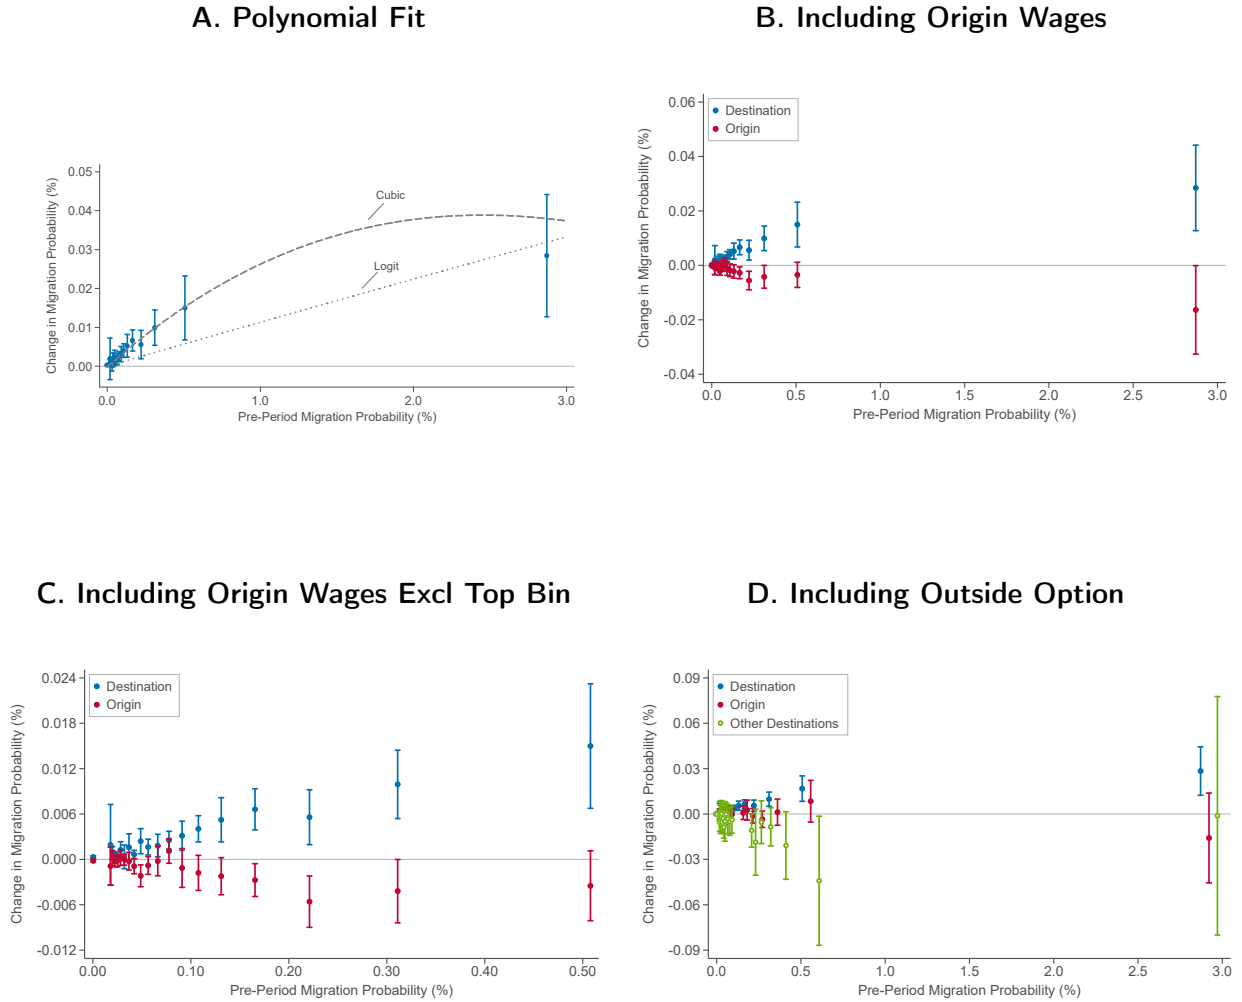 A. Polynomial Fit
Change in Migration Probability (%)
0.05
0.04
0.03
0.02
0.01
0.00
Cubic
Logit
0.0 1.0 2.0 3.0
Pre-Period Migration Probability (%)
B. Including Origin Wages
Change in Migration Probability (%)
0.06
0.04
0.02
0.00
-0.02
-0.04
Destination
Origin
0.0 0.5 1.0 1.5 2.0 2.5 3.0
Pre-Period Migration Probability (%)
C. Including Origin Wages Excl Top Bin
Change in Migration Probability (%)
0.024
0.018
0.012
0.006
0.000
-0.006
-0.012
Destination
Origin
0.00 0.10 0.20 0.30 0.40 0.50
Pre-Period Migration Probability (%)
D. Including Outside Option
Change in Migration Probability (%)
0.09
0.06
0.03
0.00
-0.03
-0.06
-0.09
Destination
Origin
Other Destinations
0.0 0.5 1.0 1.5 2.0 2.5 3.0
Pre-Period Migration Probability (%)